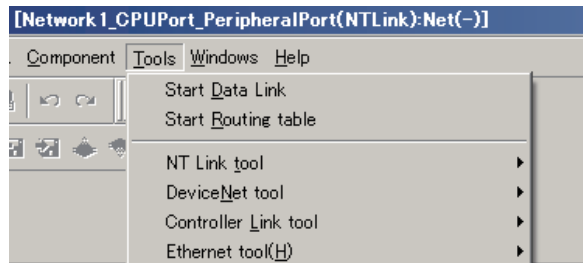 [Network1_CPUPort_PeripheralPort(NTLink):Net(-)]
Component Tools Windows Help
Start Data Link
Start Routing table
NT Link tool
DeviceNet tool
Controller Link tool
Ethernet tool(H)